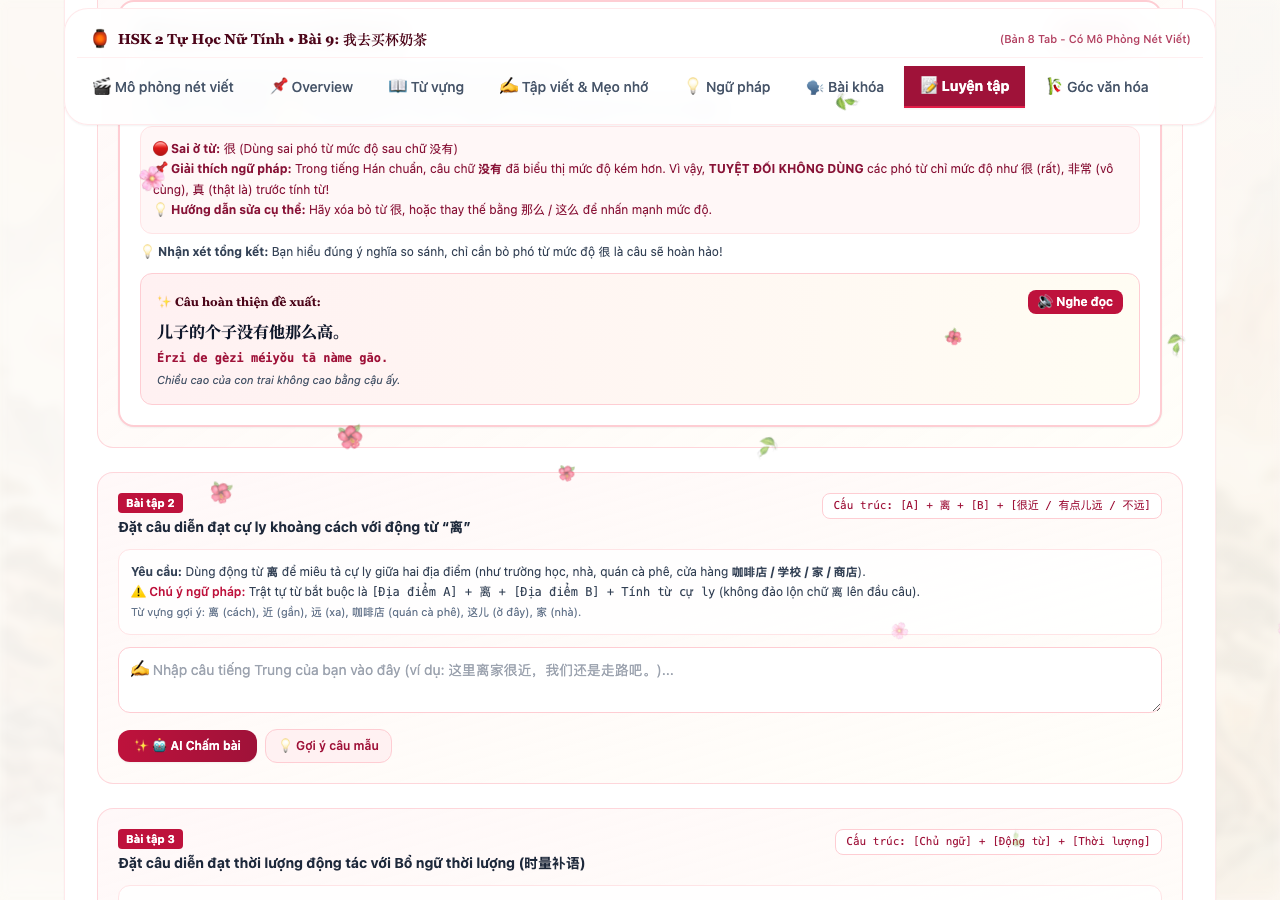 🏮 HSK 2 Tự Học Nữ Tính • Bài 9: 我去买杯奶茶
(Bản 8 Tab - Có Mô Phỏng Nét Viết)
🎬 Mô phỏng nét viết 📌 Overview 📖 Từ vựng ✍️ Tập viết & Mẹo nhớ 💡 Ngữ pháp 🗣️ Bài khóa 📝 Luyện tập 🎋 Góc văn hóa
🔴 Sai ở từ: 很 (Dùng sai phó từ mức độ sau chữ 没有)
📌 Giải thích ngữ pháp: Trong tiếng Hán chuẩn, câu chữ 没有 đã biểu thị mức độ kém hơn. Vì vậy, TUYỆT ĐỐI KHÔNG DÙNG các phó từ chỉ mức độ như 很 (rất), 非常 (vô
cùng), 真 (thật là) trước tính từ!
💡 Hướng dẫn sửa cụ thể: Hãy xóa bỏ từ 很, hoặc thay thế bằng 那么 / 这么 để nhấn mạnh mức độ.
💡 Nhận xét tổng kết: Bạn hiểu đúng ý nghĩa so sánh, chỉ cần bỏ phó từ mức độ 很 là câu sẽ hoàn hảo!
✨ Câu hoàn thiện đề xuất:
🔊 Nghe đọc
儿子的个子没有他那么高。
Érzi de gèzi méiyǒu tā nàme gāo.
Chiều cao của con trai không cao bằng cậu ấy.
Bài tập 2
Cấu trúc: [A] + 离 + [B] + [很近 / 有点儿远 / 不远]
Đặt câu diễn đạt cự ly khoảng cách với động từ “离”
Yêu cầu: Dùng động từ 离 để miêu tả cự ly giữa hai địa điểm (như trường học, nhà, quán cà phê, cửa hàng 咖啡店 / 学校 / 家 / 商店).
⚠️ Chú ý ngữ pháp: Trật tự từ bắt buộc là [Địa điểm A] + 离 + [Địa điểm B] + Tính từ cự ly (không đảo lộn chữ 离 lên đầu câu).
Từ vựng gợi ý: 离 (cách), 近 (gần), 远 (xa), 咖啡店 (quán cà phê), 这儿 (ở đây), 家 (nhà).
✍️ Nhập câu tiếng Trung của bạn vào đây (ví dụ: 这里离家很近，我们还是走路吧。)...
✨ 🤖 AI Chấm bài
💡 Gợi ý câu mẫu
Bài tập 3
Cấu trúc: [Chủ ngữ] + [Động từ] + [Thời lượng]
Đặt câu diễn đạt thời lượng động tác với Bổ ngữ thời lượng (时量补语)